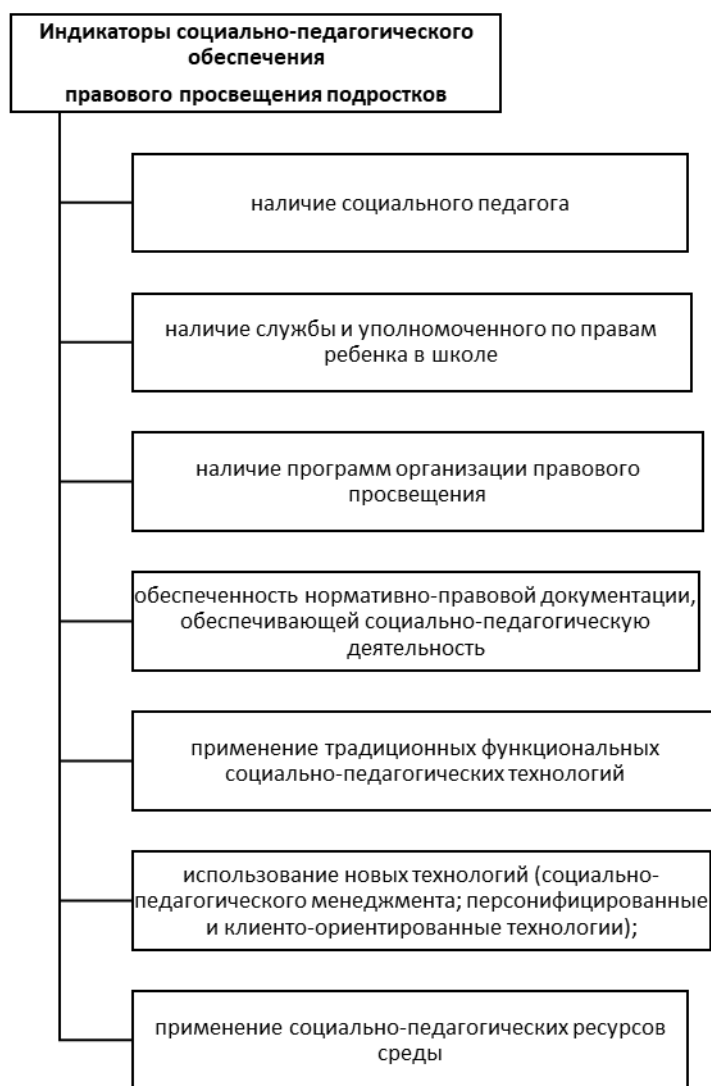 Индикаторы социально-педагогического
обеспечения
правового просвещения подростков
наличие социального педагога
наличие службы и уполномоченного по правам
ребенка в школе
наличие программ организации правового
просвещения
обеспеченность нормативно-правовой документации,
обеспечивающей социально-педагогическую
деятельность
применение традиционных функциональных
социально-педагогических технологий
использование новых технологий (социально-
педагогического менеджмента; персонифицированные
и клиенто-ориентированные технологии);
применение социально-педагогических ресурсов
среды